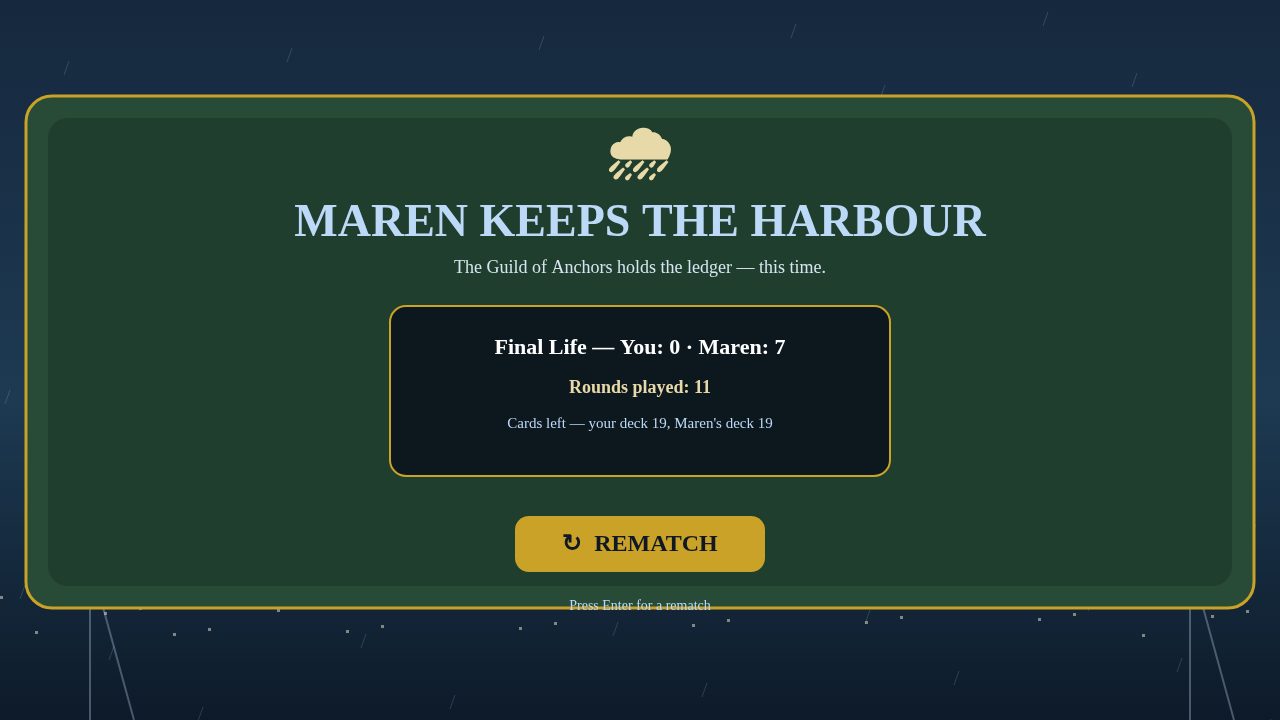 MAREN KEEPS THE HARBOUR
The Guild of Anchors holds the ledger — this time.
Final Life — You: 0 · Maren: 7
Rounds played: 11
Cards left — your deck 19, Maren's deck 19
↻ REMATCH
Press Enter for a rematch